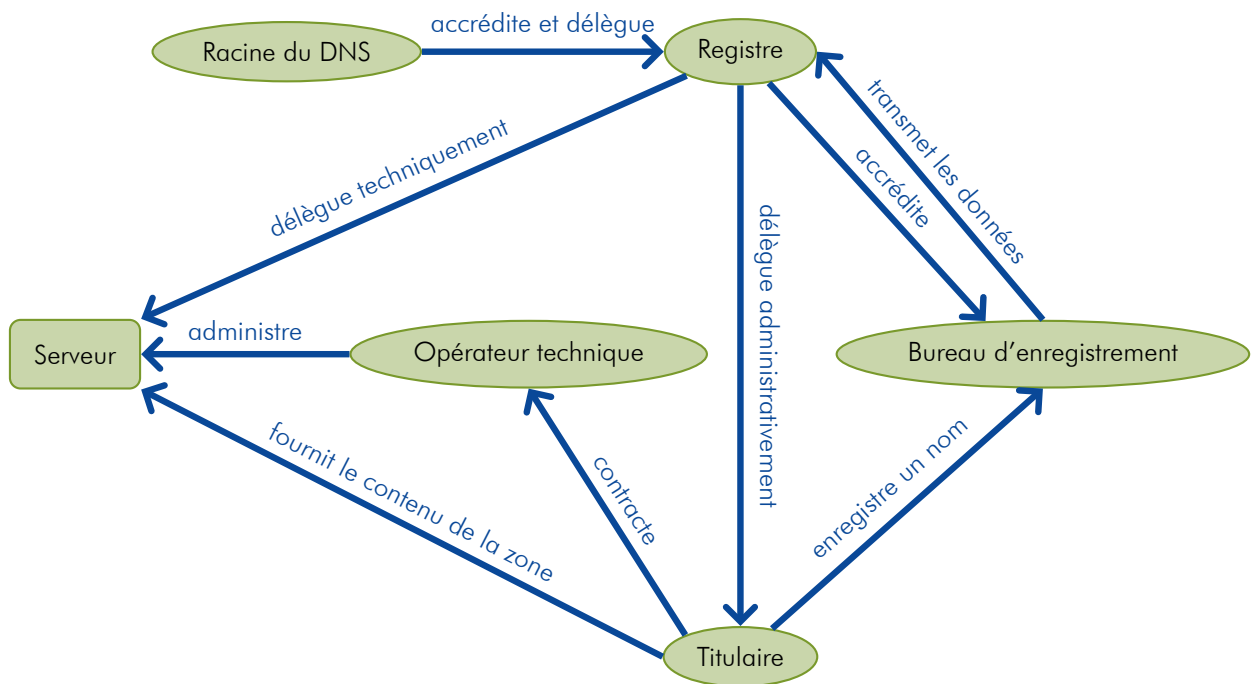 accrédite et délègue
Racine du DNS
Registre
transmet les données
accrédite
délègue techniquement
délègue administrativement
administre
Serveur
Opérateur technique
Bureau d'enregistrement
fournit le contenu de la zone
contracte
enregistre un nom
Titulaire